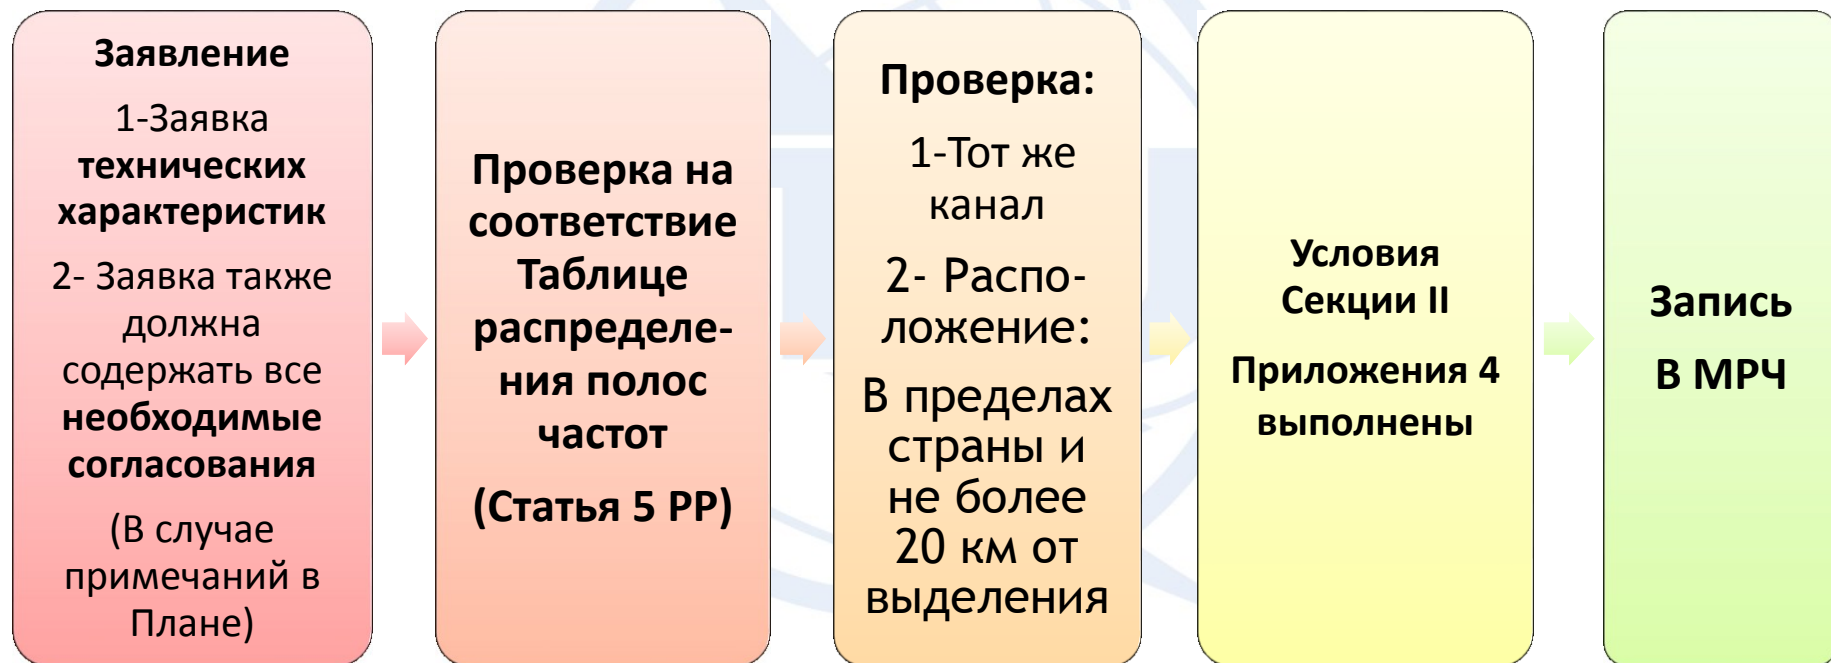 Заявление
1-Заявка
технических
характеристик
2- Заявка также
должна
содержать все
необходимые
согласования
(В случае
примечаний в
Плане)
Проверка на
соответствие
Таблице
распределе-
ния полос
частот
(Статья 5 РР)
Проверка:
1-Тот же
канал
2- Распо-
ложение:
В пределах
страны и
не более
20 км от
выделения
Условия
Секции II
Приложения 4
выполнены
Запись
В МРЧ